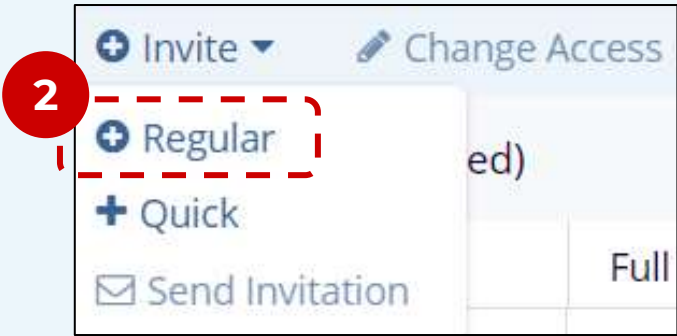 Invite Change Access
2
Regular
ed)
Quick
Full
Send Invitation